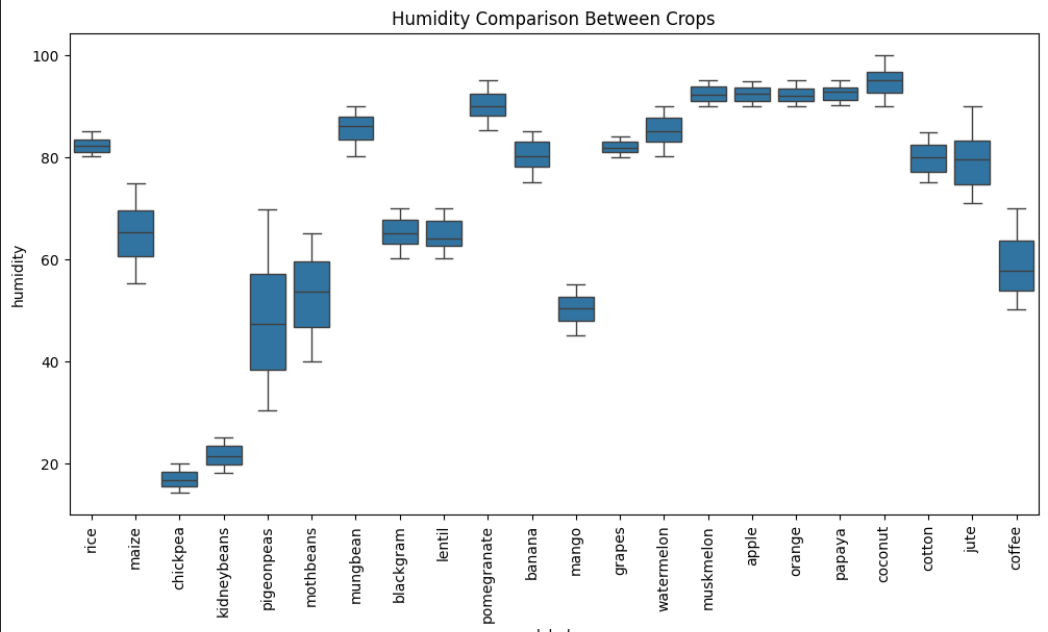 Humidity Comparison Between Crops
humidity
100
80
60
40
20
rice
maize
chickpea
kidneybeans
pigeonpeas
mothbeans
mungbean
blackgram
lentil
pomegranate
banana
mango
grapes
watermelon
muskmelon
apple
orange
papaya
coconut
cotton
jute
coffee